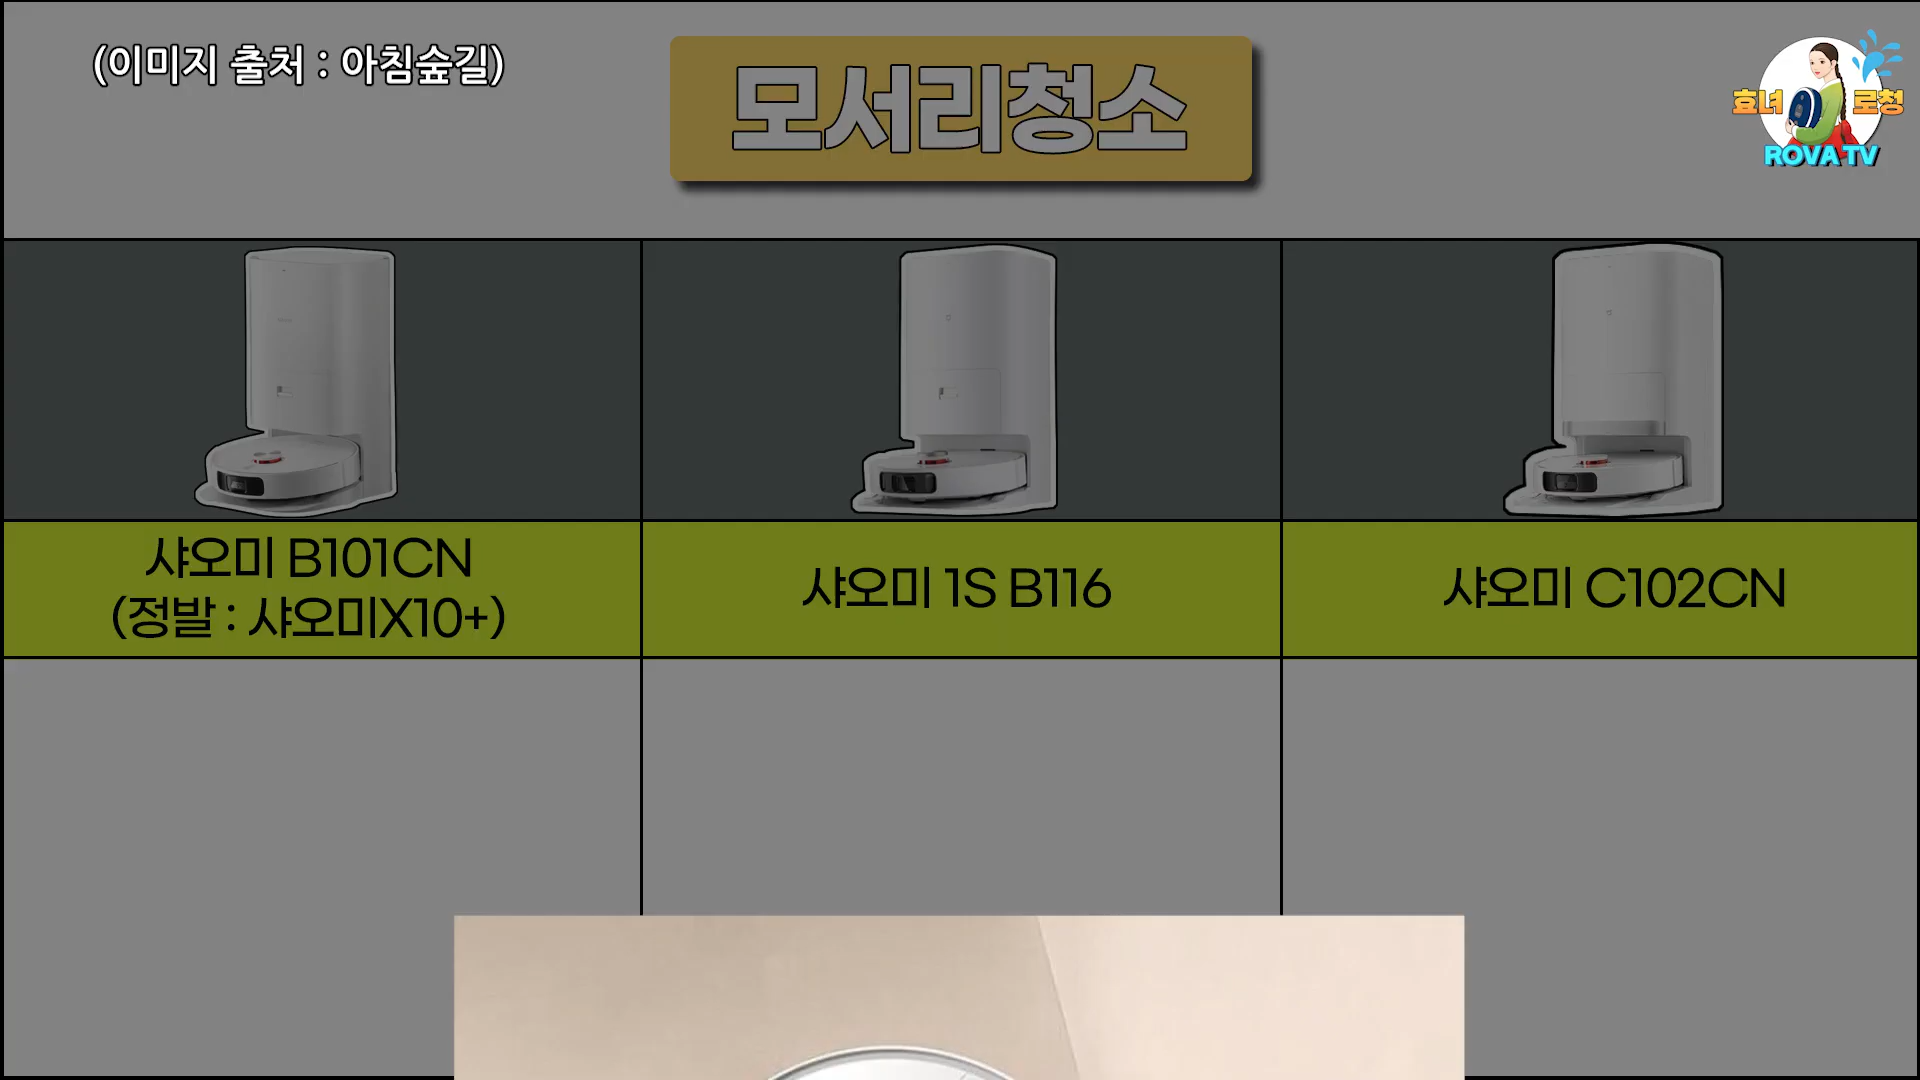 (이미지 출처 : 아침숲길)
모서리청소
효녀 로청
ROVA TV
샤오미 B101CN
(정발 : 샤오미X10+)
샤오미 1S B116
샤오미 C102CN